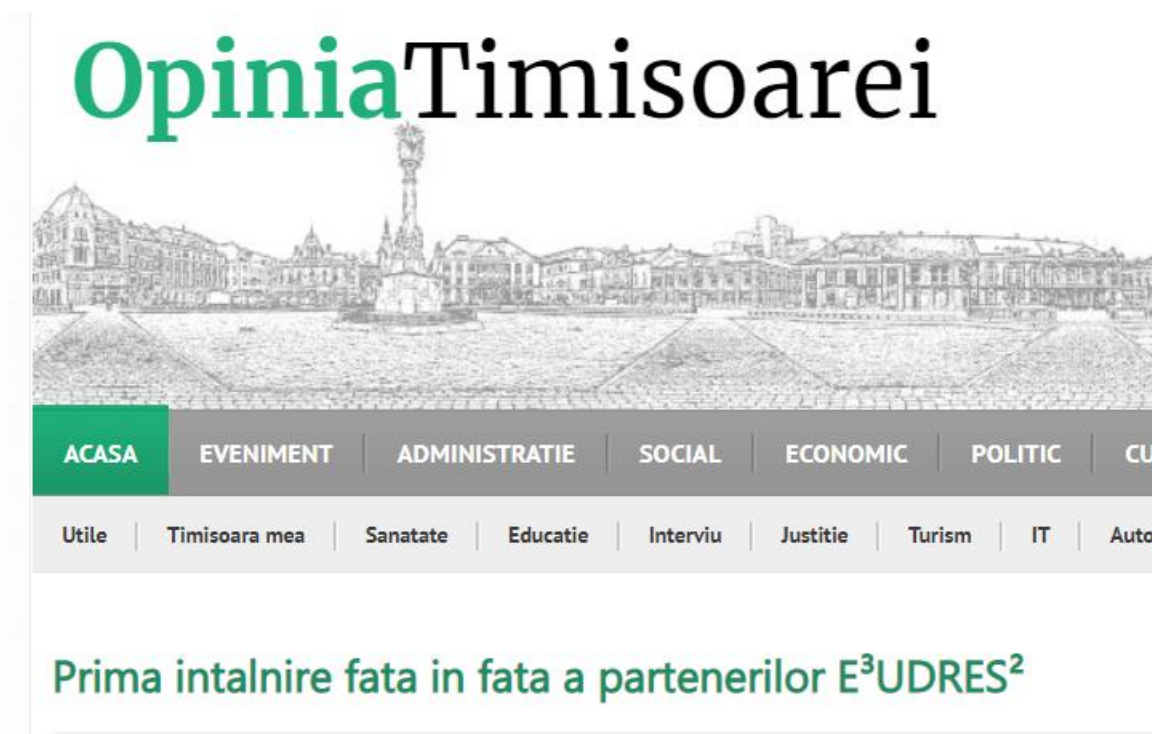 OpiniaTimisoarei
ACASA EVENIMENT ADMINISTRATIE SOCIAL ECONOMIC POLITIC
Utile Timisoara mea Sanatate Educatie Interviu Justitie Turism IT Auto
Prima intalnire fata in fata a partenerilor E³UDRES²